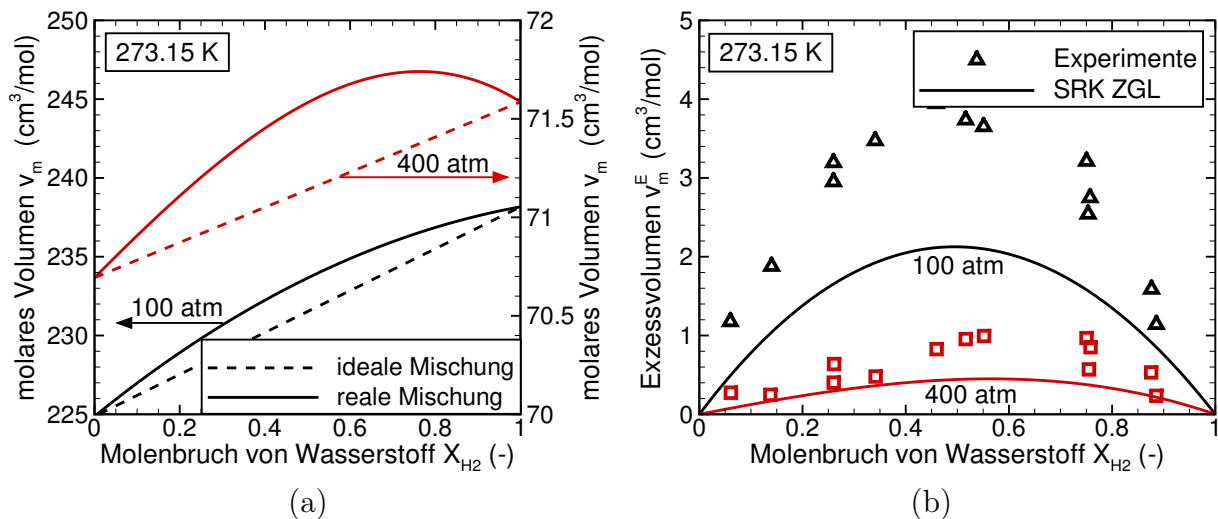 273.15 K
molares Volumen v_m (cm³/mol)
250
245
240
235
230
225
72
71.5
71
70.5
70
molares Volumen v_m (cm³/mol)
400 atm
100 atm
ideale Mischung
reale Mischung
0 0.2 0.4 0.6 0.8 1
Molenbruch von Wasserstoff X_H2 (-)
(a)
273.15 K
Exzessvolumen v_m^E (cm³/mol)
5
4
3
2
1
0
Experimente
SRK ZGL
100 atm
400 atm
0 0.2 0.4 0.6 0.8 1
Molenbruch von Wasserstoff X_H2 (-)
(b)